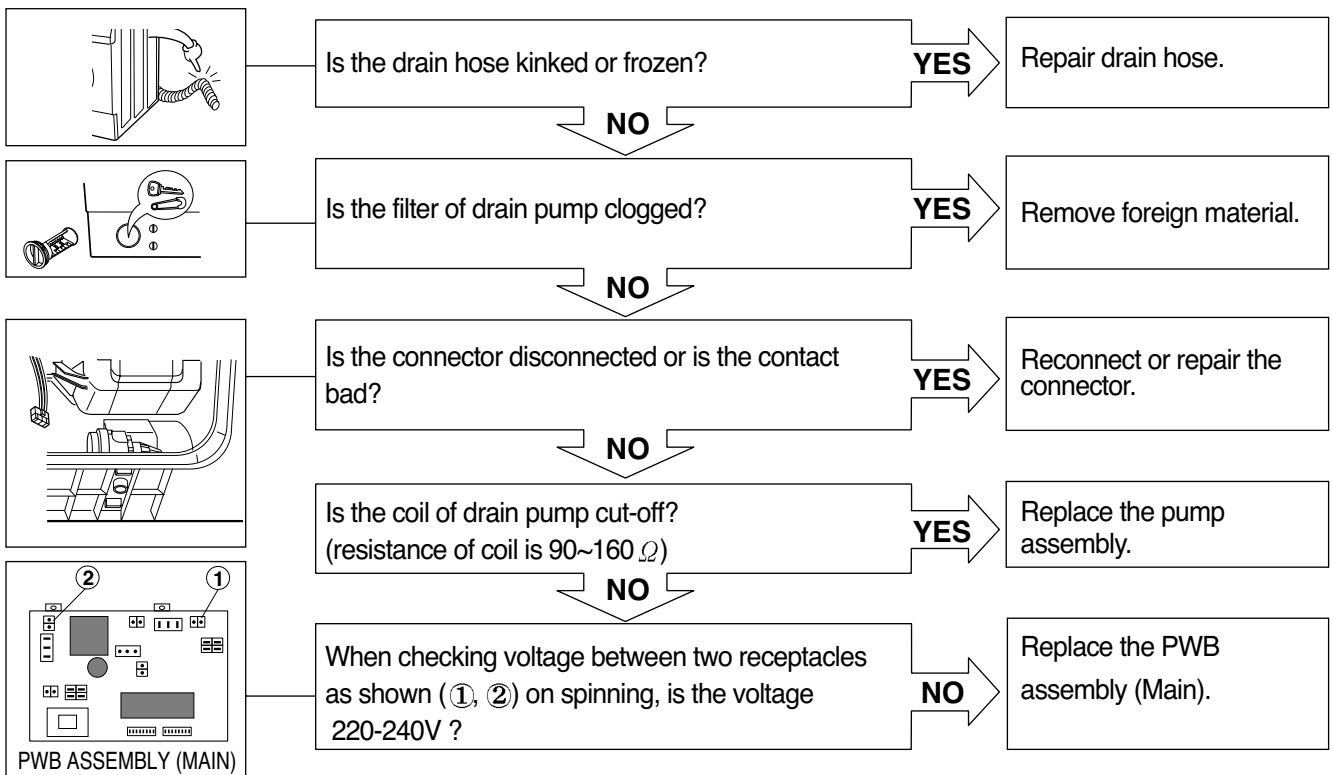 Is the drain hose kinked or frozen?
YES
Repair drain hose.
NO
Is the filter of drain pump clogged?
YES
Remove foreign material.
NO
Is the connector disconnected or is the contact
bad?
YES
Reconnect or repair the
connector.
NO
Is the coil of drain pump cut-off?
(resistance of coil is 90~160 Ω)
YES
Replace the pump
assembly.
NO
② ①
PWB ASSEMBLY (MAIN)
When checking voltage between two receptacles
as shown (①, ②) on spinning, is the voltage
220-240V ?
NO
Replace the PWB
assembly (Main).